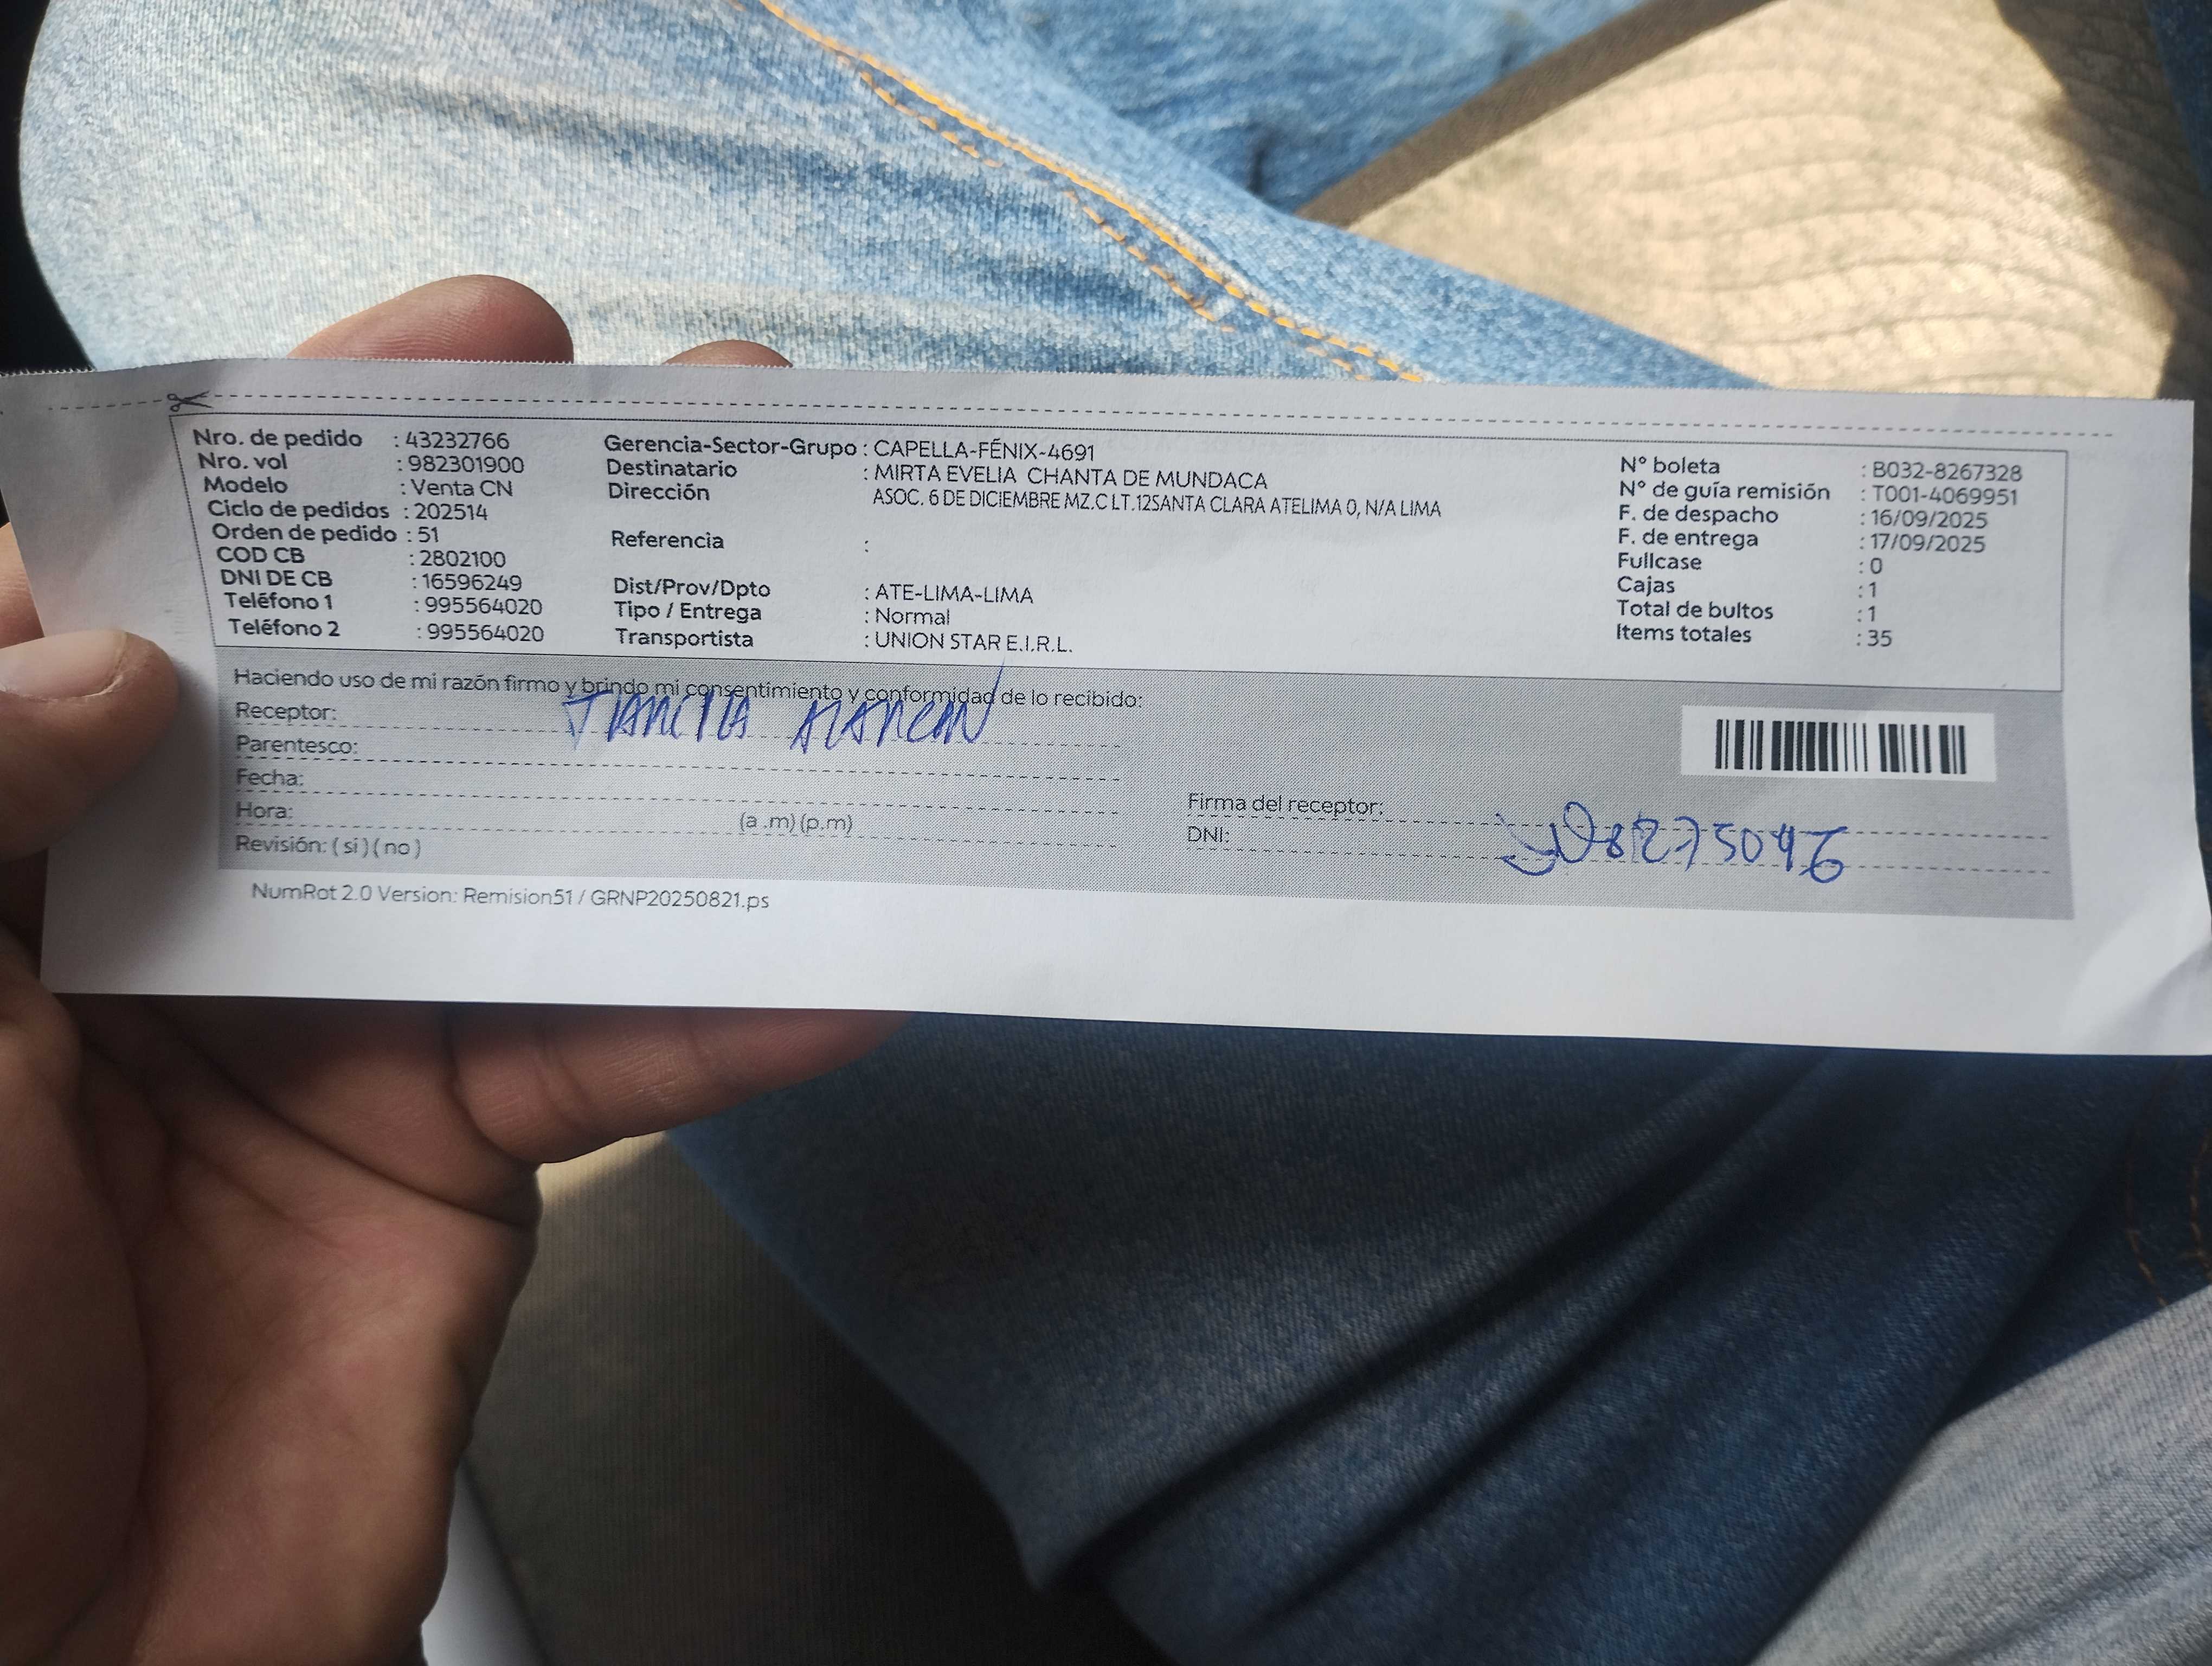 Nro. de pedido : 43232766
Nro. vol : 982301900
Modelo : Venta CN
Ciclo de pedidos : 202514
Orden de pedido : 51
COD CB : 2802100
DNI DE CB : 16596249
Teléfono 1 : 995564020
Teléfono 2 : 995564020
Gerencia-Sector-Grupo : CAPELLA-FÉNIX-4691
Destinatario : MIRTA EVELIA CHANTA DE MUNDACA
Dirección ASOC. 6 DE DICIEMBRE MZ.C LT.12SANTA CLARA ATELIMA 0, N/A LIMA
Referencia :
Dist/Prov/Dpto : ATE-LIMA-LIMA
Tipo / Entrega : Normal
Transportista : UNION STAR E.I.R.L.
N° boleta : B032-8267328
N° de guía remisión : T001-4069951
F. de despacho : 16/09/2025
F. de entrega : 17/09/2025
Fullcase : 0
Cajas : 1
Total de bultos : 1
Items totales : 35
Haciendo uso de mi razón firmo y brindo mi consentimiento y conformidad de lo recibido:
Receptor:
Parentesco:
Fecha:
Hora: (a .m) (p.m)
Revisión: ( si ) ( no )
Firma del receptor:
DNI:
NumRot 2.0 Version: Remision51 / GRNP20250821.ps